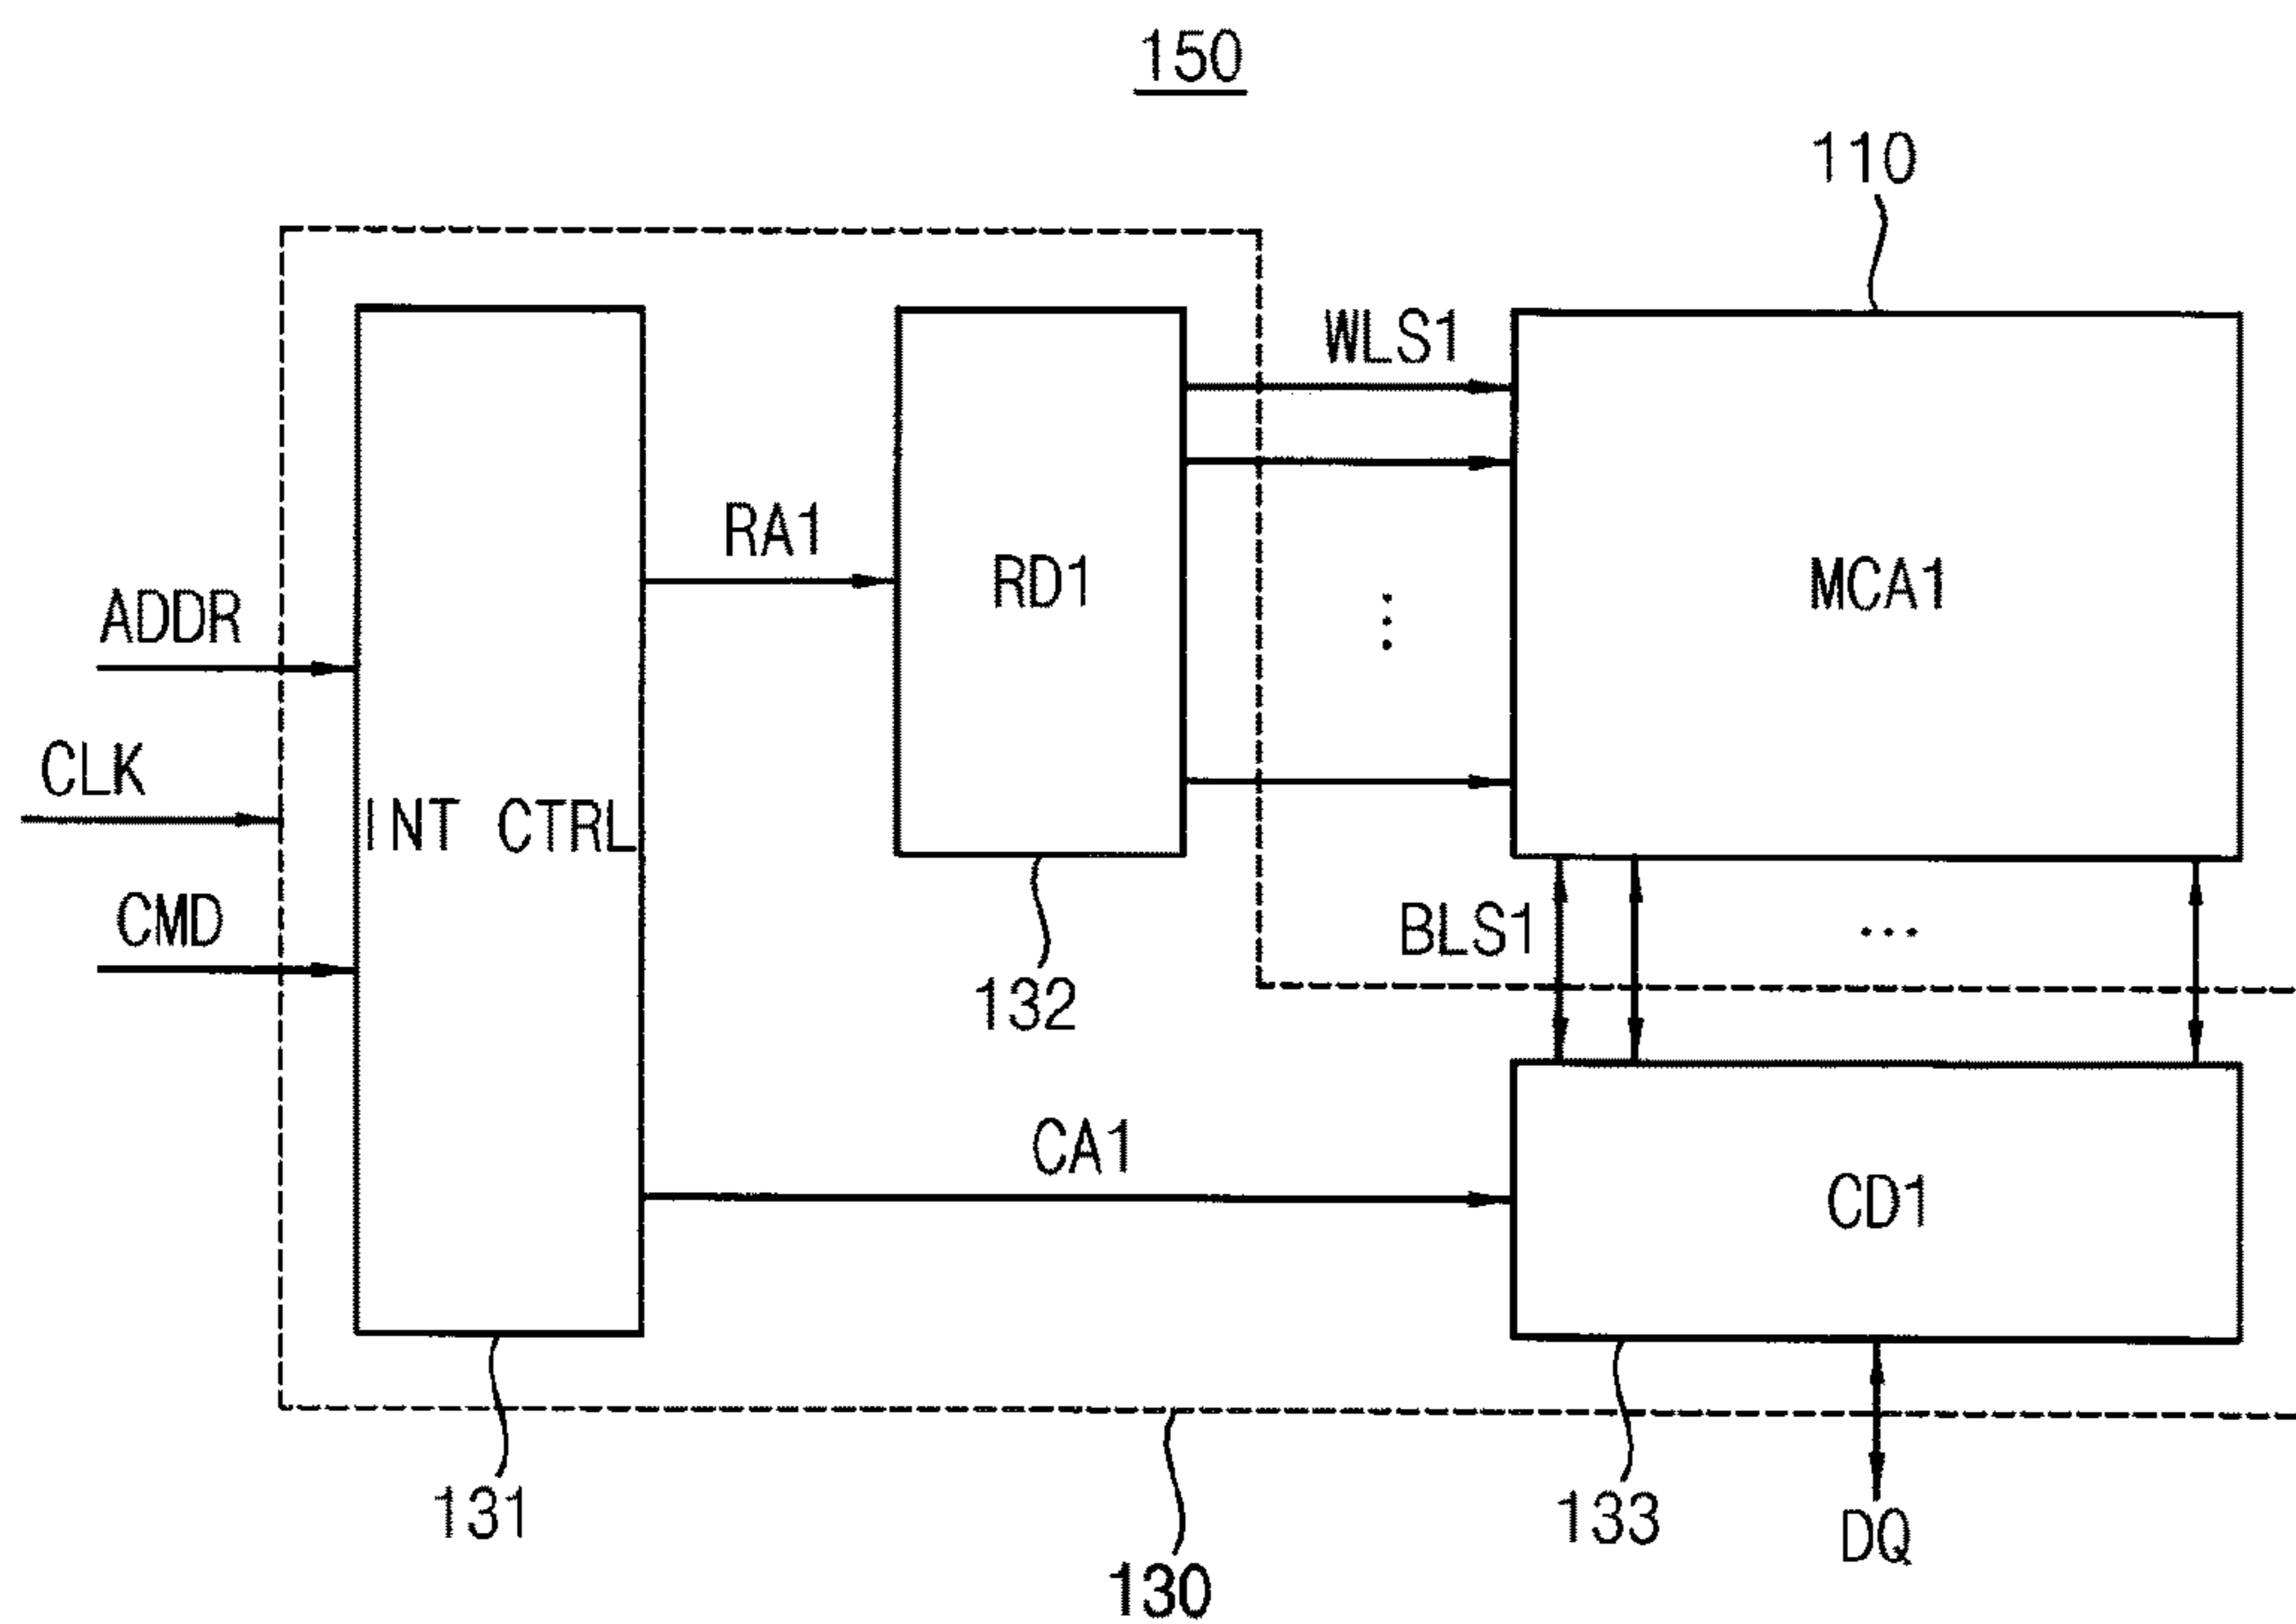 150
110
WLS1
RA1
RD1
MCA1
ADDR
CLK
INT CTRL
CMD
BLS1
132
CA1
CD1
131
133
DQ
130